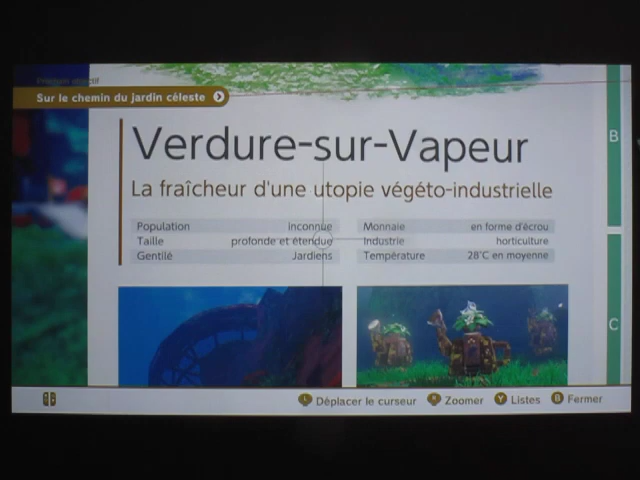 Sur le chemin du jardin céleste
Verdure-sur-Vapeur
La fraîcheur d'une utopie végéto-industrielle
Population inconnue
Taille profonde et étendue
Gentilé Jardiens
Monnaie en forme d'écrou
Industrie horticulture
Température 28°C en moyenne
B
C
L Déplacer le curseur R Zoomer Y Listes B Fermer